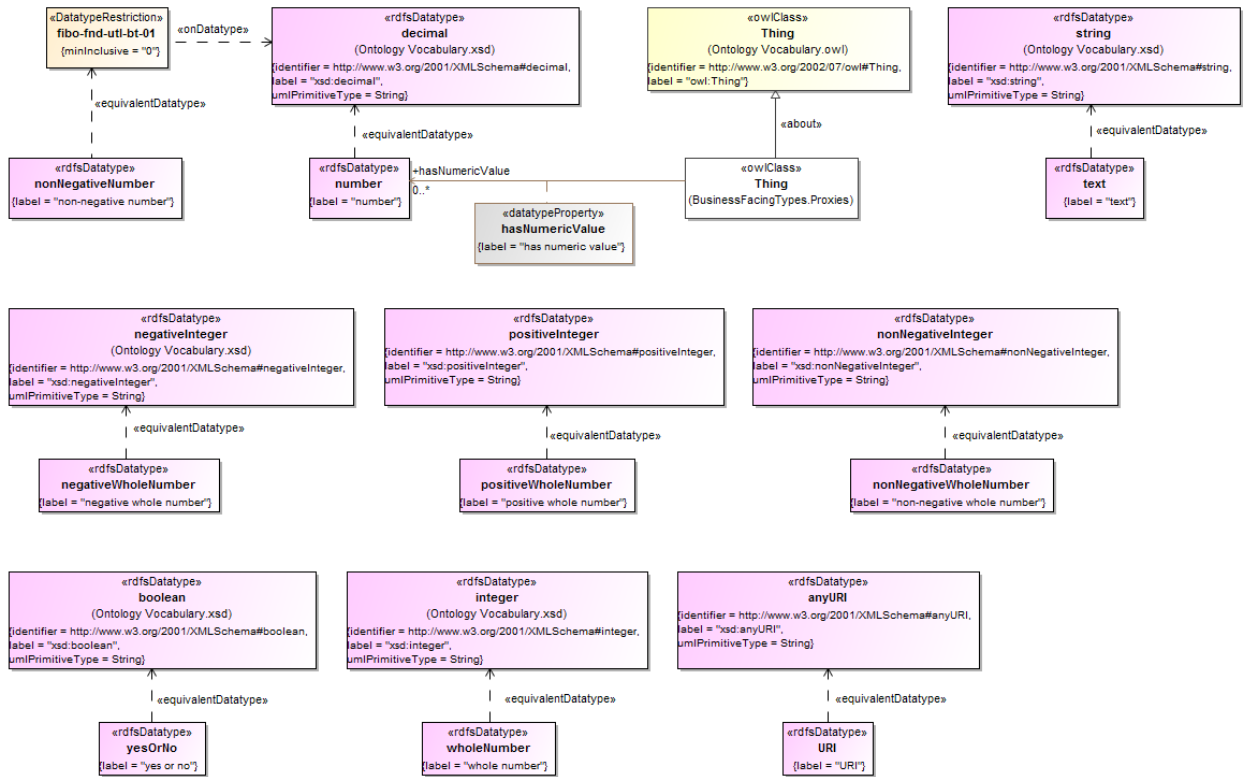 «DatatypeRestriction»
fibo-fnd-utl-bt-01
{minInclusive = "0"}
«onDatatype»
«rdfsDatatype»
decimal
(Ontology Vocabulary.xsd)
{identifier = http://www.w3.org/2001/XMLSchema#decimal,
label = "xsd:decimal",
umlPrimitiveType = String}
«owlClass»
Thing
(Ontology Vocabulary.owl)
{identifier = http://www.w3.org/2002/07/owl#Thing,
label = "owl:Thing"}
«rdfsDatatype»
string
(Ontology Vocabulary.xsd)
{identifier = http://www.w3.org/2001/XMLSchema#string,
label = "xsd:string",
umlPrimitiveType = String}
«equivalentDatatype»
«equivalentDatatype»
«about»
«equivalentDatatype»
«rdfsDatatype»
nonNegativeNumber
{label = "non-negative number"}
«rdfsDatatype»
number
{label = "number"}
+hasNumericValue
0..*
«datatypeProperty»
hasNumericValue
{label = "has numeric value"}
«owlClass»
Thing
(BusinessFacingTypes.Proxies)
«rdfsDatatype»
text
{label = "text"}
«rdfsDatatype»
negativeInteger
(Ontology Vocabulary.xsd)
{identifier = http://www.w3.org/2001/XMLSchema#negativeInteger,
label = "xsd:negativeInteger",
umlPrimitiveType = String}
«rdfsDatatype»
positiveInteger
{identifier = http://www.w3.org/2001/XMLSchema#positiveInteger,
label = "xsd:positiveInteger",
umlPrimitiveType = String}
«rdfsDatatype»
nonNegativeInteger
{identifier = http://www.w3.org/2001/XMLSchema#nonNegativeInteger,
label = "xsd:nonNegativeInteger",
umlPrimitiveType = String}
«equivalentDatatype»
«equivalentDatatype»
«equivalentDatatype»
«rdfsDatatype»
negativeWholeNumber
{label = "negative whole number"}
«rdfsDatatype»
positiveWholeNumber
{label = "positive whole number"}
«rdfsDatatype»
nonNegativeWholeNumber
{label = "non-negative whole number"}
«rdfsDatatype»
boolean
(Ontology Vocabulary.xsd)
{identifier = http://www.w3.org/2001/XMLSchema#boolean,
label = "xsd:boolean",
umlPrimitiveType = String}
«rdfsDatatype»
integer
(Ontology Vocabulary.xsd)
{identifier = http://www.w3.org/2001/XMLSchema#integer,
label = "xsd:integer",
umlPrimitiveType = String}
«rdfsDatatype»
anyURI
{identifier = http://www.w3.org/2001/XMLSchema#anyURI,
label = "xsd:anyURI",
umlPrimitiveType = String}
«equivalentDatatype»
«equivalentDatatype»
«equivalentDatatype»
«rdfsDatatype»
yesOrNo
{label = "yes or no"}
«rdfsDatatype»
wholeNumber
{label = "whole number"}
«rdfsDatatype»
URI
{label = "URI"}